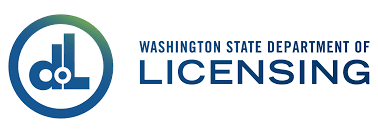 doL
WASHINGTON STATE DEPARTMENT OF
LICENSING